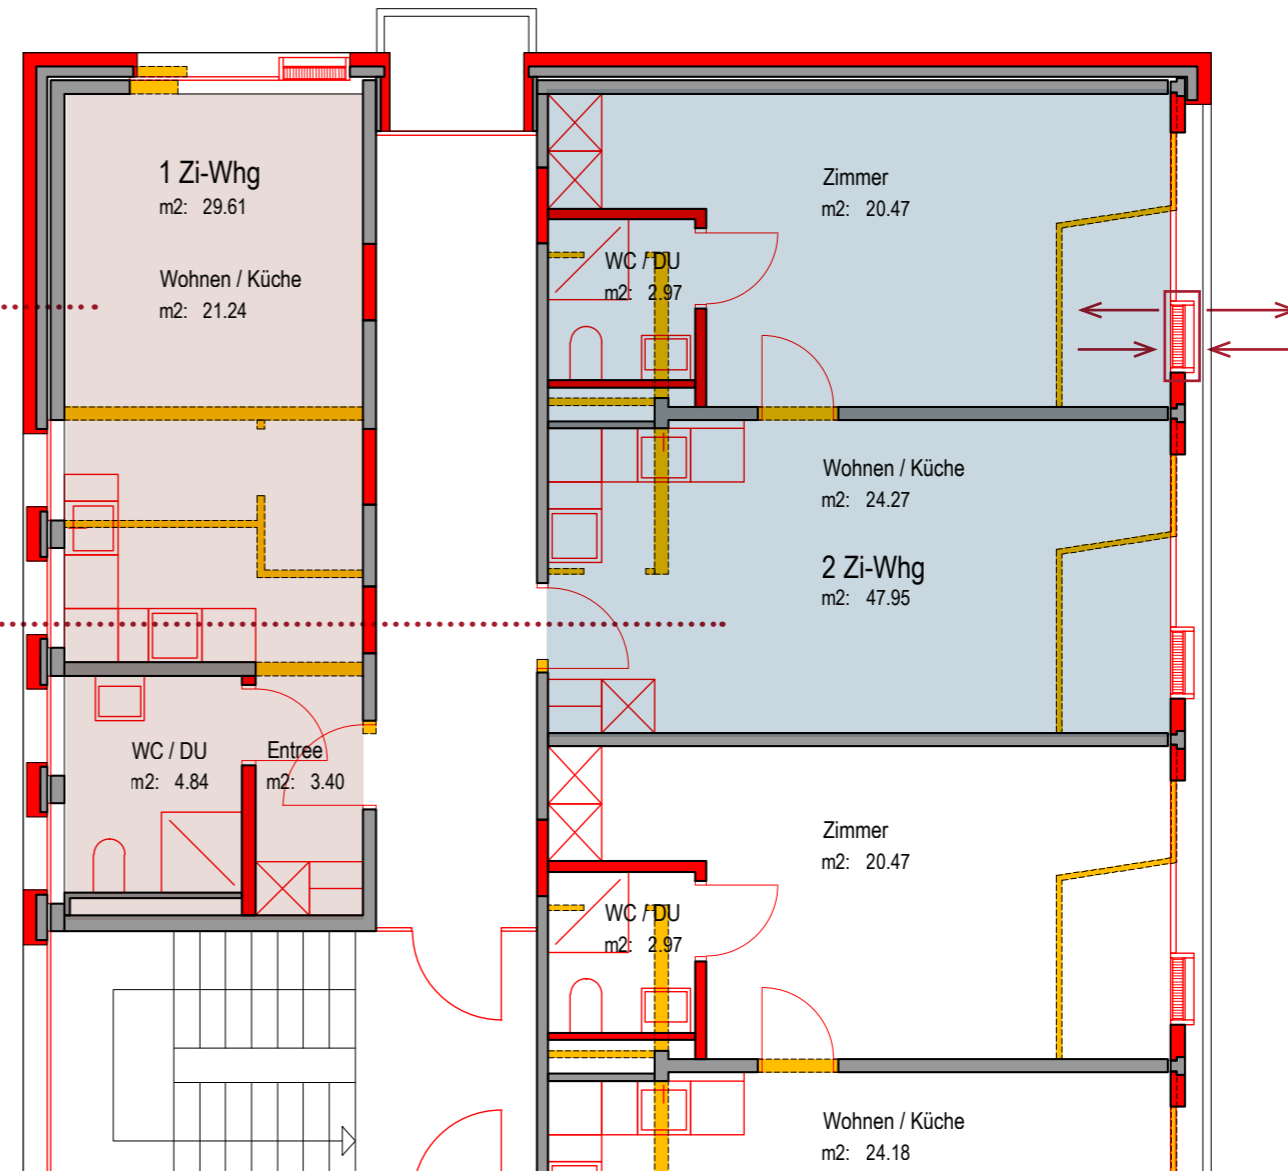 1 Zi-Whg
m2: 29.61
Wohnen / Küche
m2: 21.24
WC / DU
m2: 4.84
Entree
m2: 3.40
Zimmer
m2: 20.47
WC / DU
m2: 2.97
Wohnen / Küche
m2: 24.27
2 Zi-Whg
m2: 47.95
Zimmer
m2: 20.47
WC / DU
m2: 2.97
Wohnen / Küche
m2: 24.18